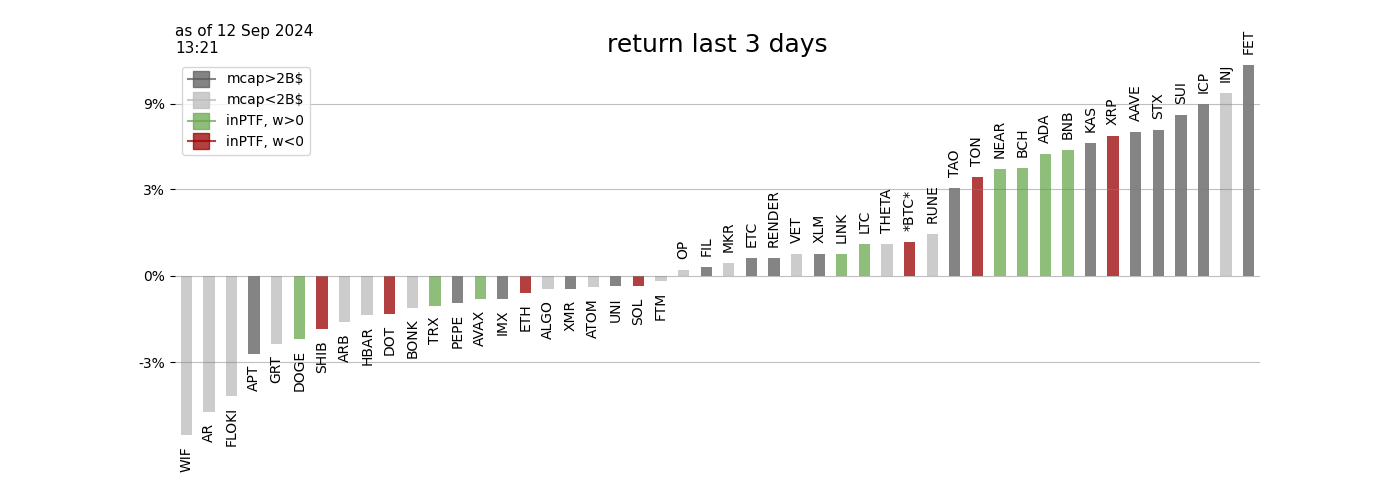 as of 12 Sep 2024
13:21
return last 3 days
mcap>2B$
mcap<2B$
inPTF, w>0
inPTF, w<0
9%
3%
0%
-3%
WIF
AR
FLOKI
APT
GRT
DOGE
SHIB
ARB
HBAR
DOT
BONK
TRX
PEPE
AVAX
IMX
ETH
ALGO
XMR
ATOM
UNI
SOL
FTM
OP
FIL
MKR
ETC
RENDER
VET
XLM
LINK
LTC
THETA
*BTC*
RUNE
TAO
TON
NEAR
BCH
ADA
BNB
KAS
XRP
AAVE
STX
SUI
ICP
INJ
FET